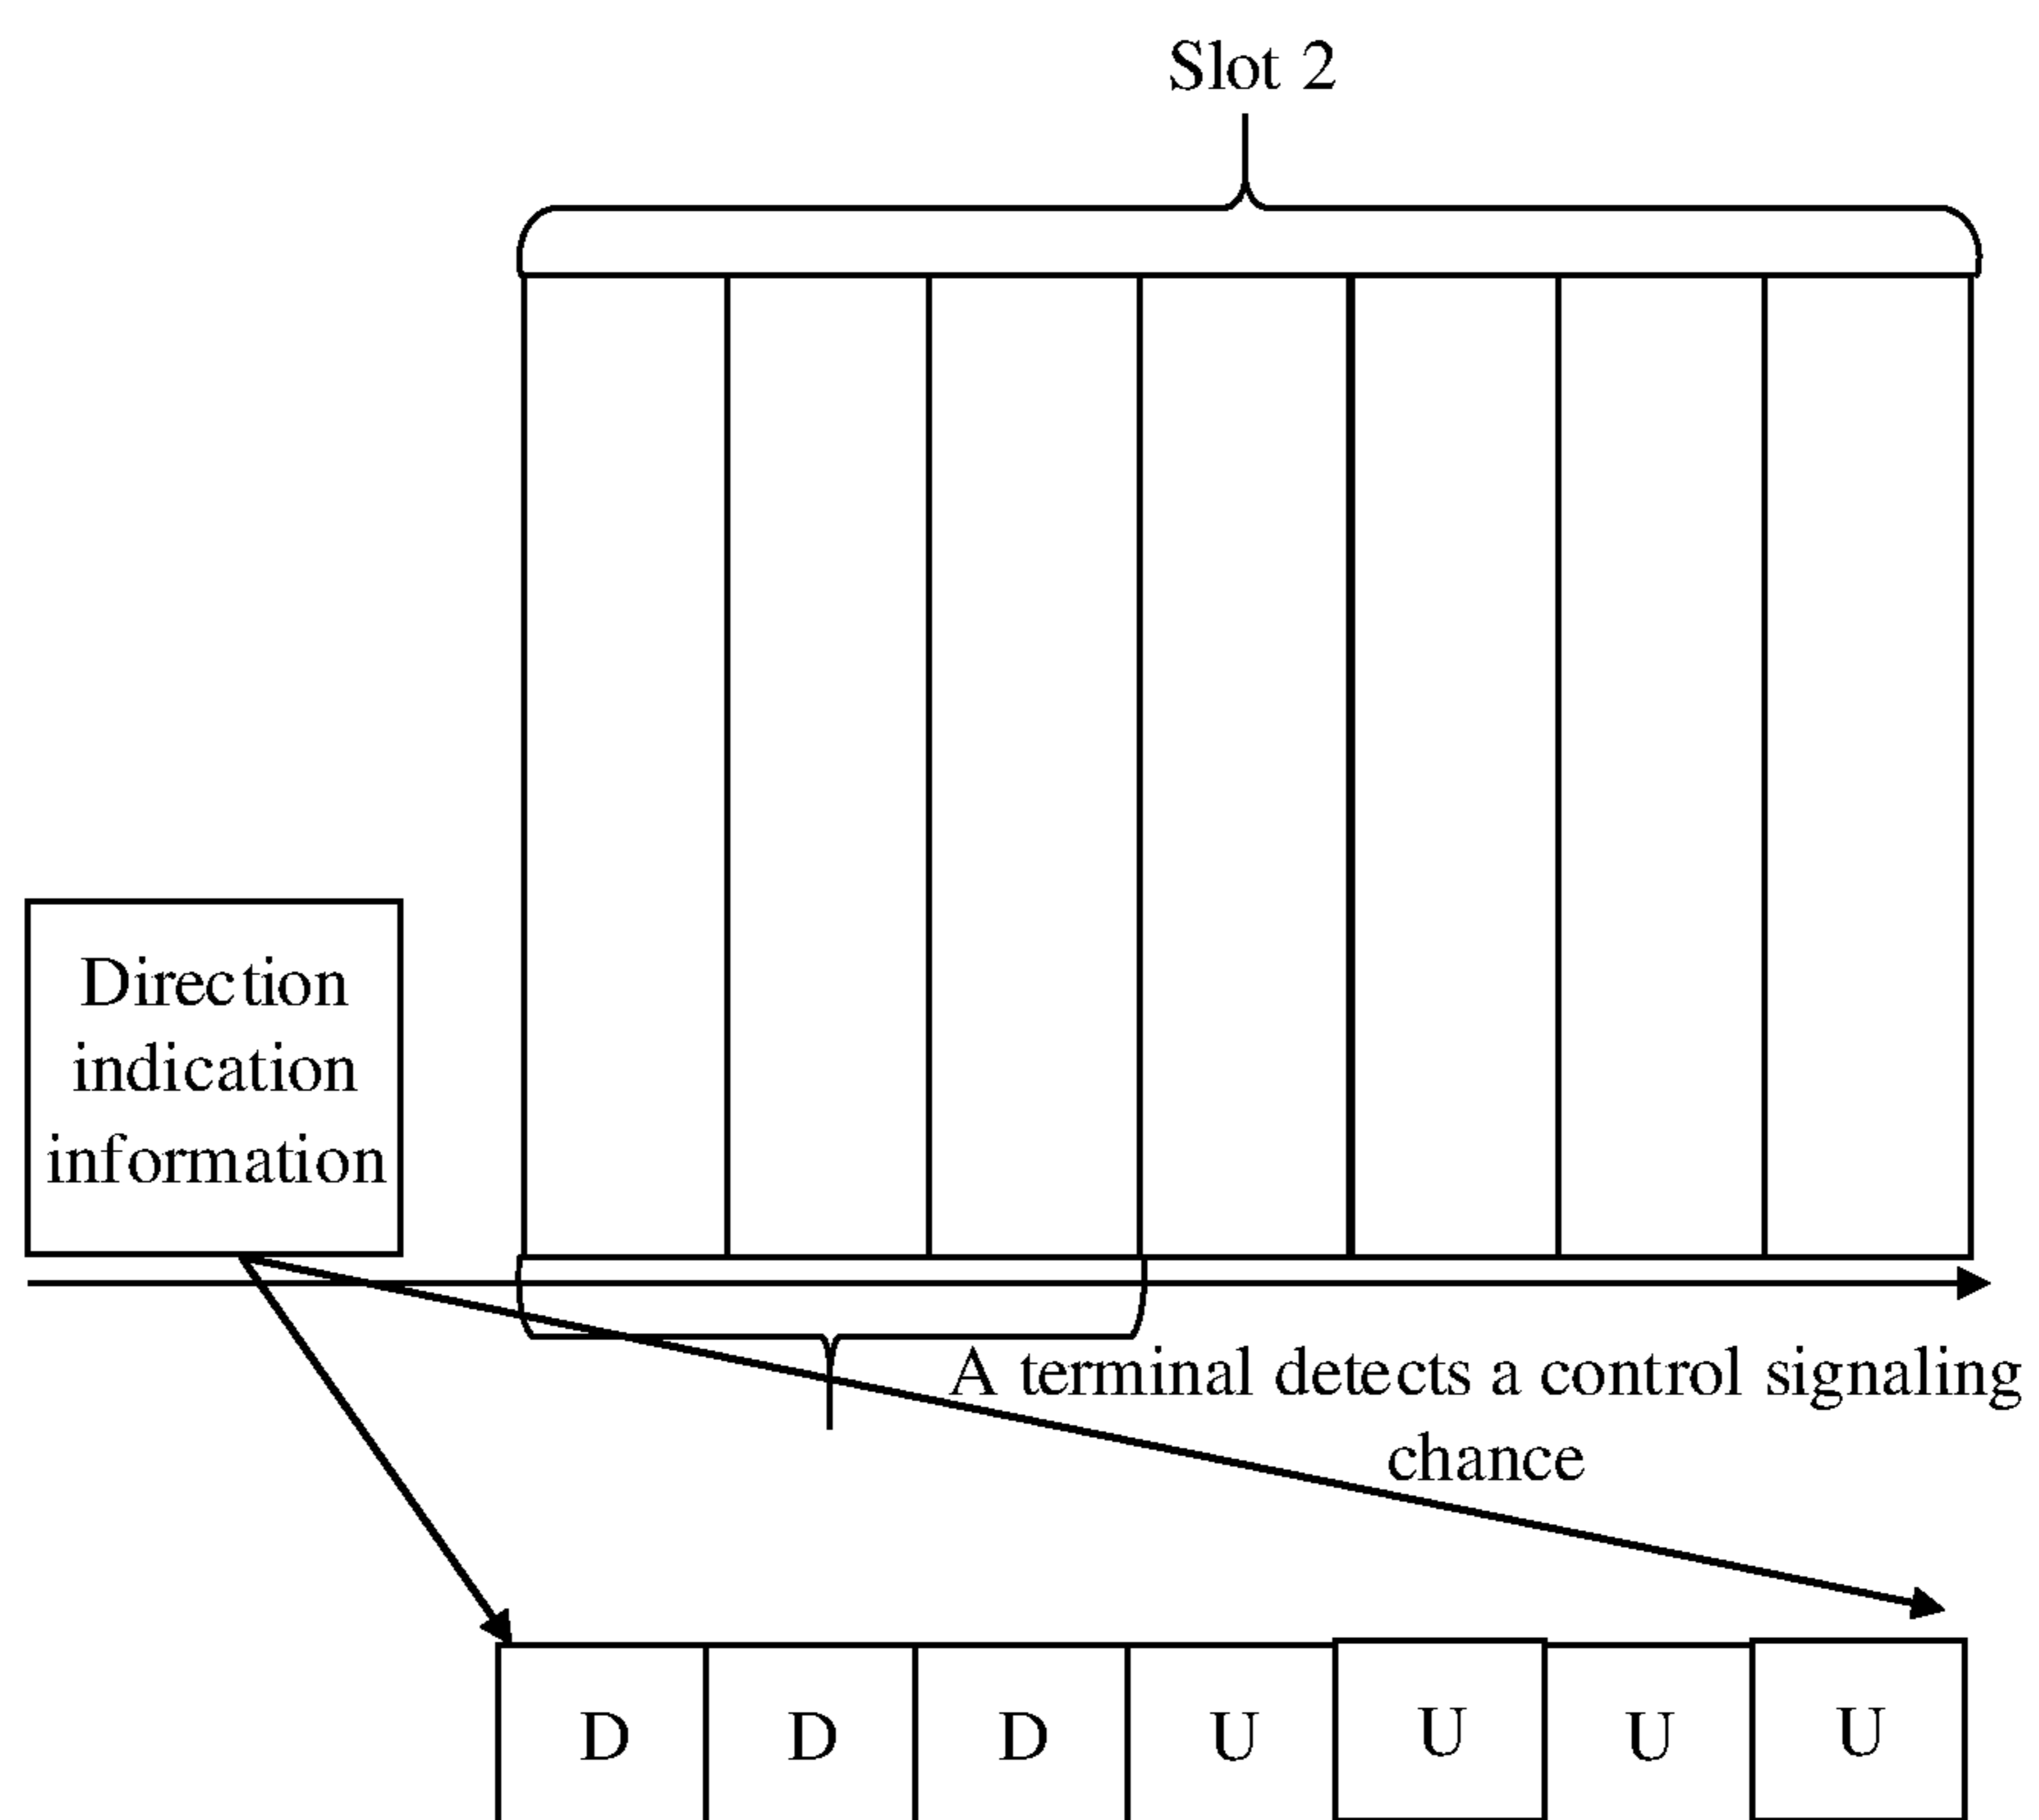 Slot 2
Direction
indication
information
A terminal detects a control signaling
chance
D D D U U U U